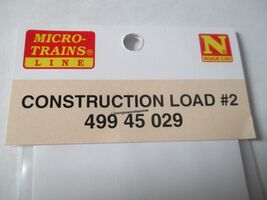 MICRO-
TRAINS®
LINE
N
SCALE 1:160
CONSTRUCTION LOAD #2
499 45 029